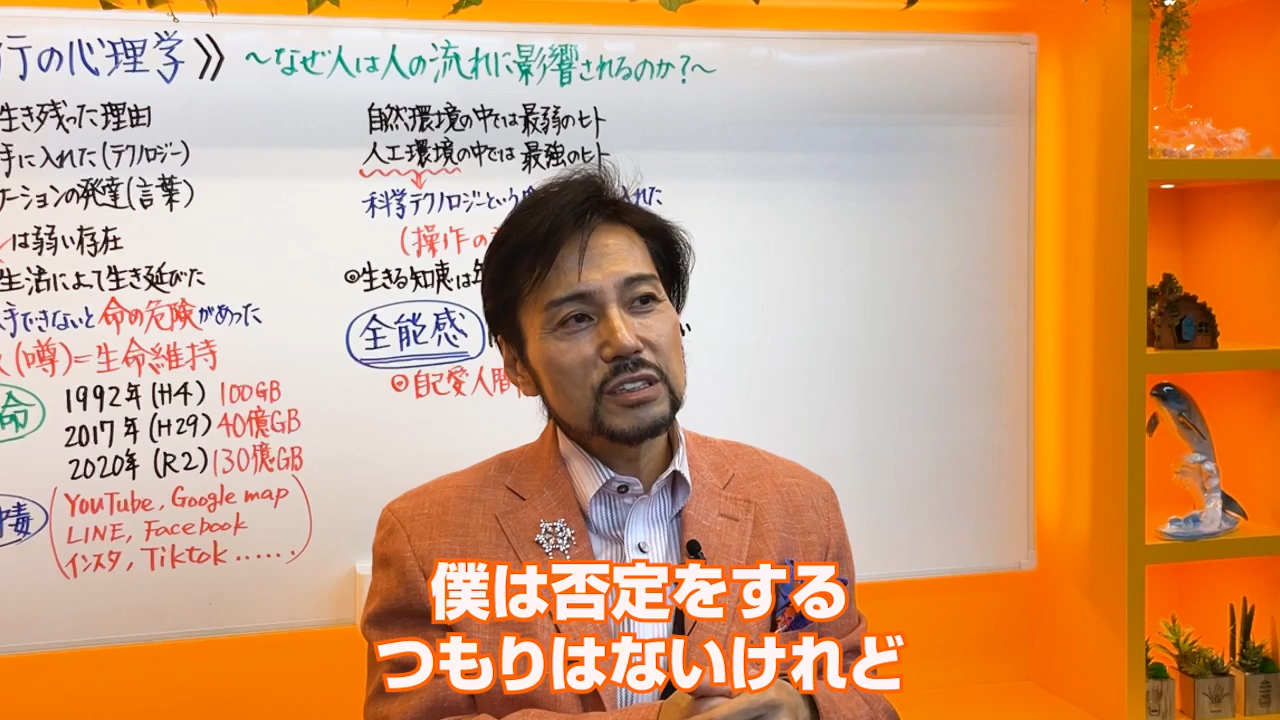 行の心理学》 ～なぜ人は人の流れに影響されるのか?～
生き残った理由
手に入れた(テクノロジー)
ケーションの発達(言葉)
は弱い存在
生活によって生き延びた
手できないと命の危険があった
(噂)=生命維持
命
1992年(H4) 100GB
2017年(H29) 40億GB
2020年(R2) 130億GB
毒
(YouTube, Google map
LINE, Facebook
インスタ, Tiktok ......)
自然環境の中では最弱のヒト
人工環境の中では最強のヒト
科学テクノロジーという
れた
(操作の
◎生きる知恵は
全能感
◎自己愛人間
僕は否定をする
つもりはないけれど